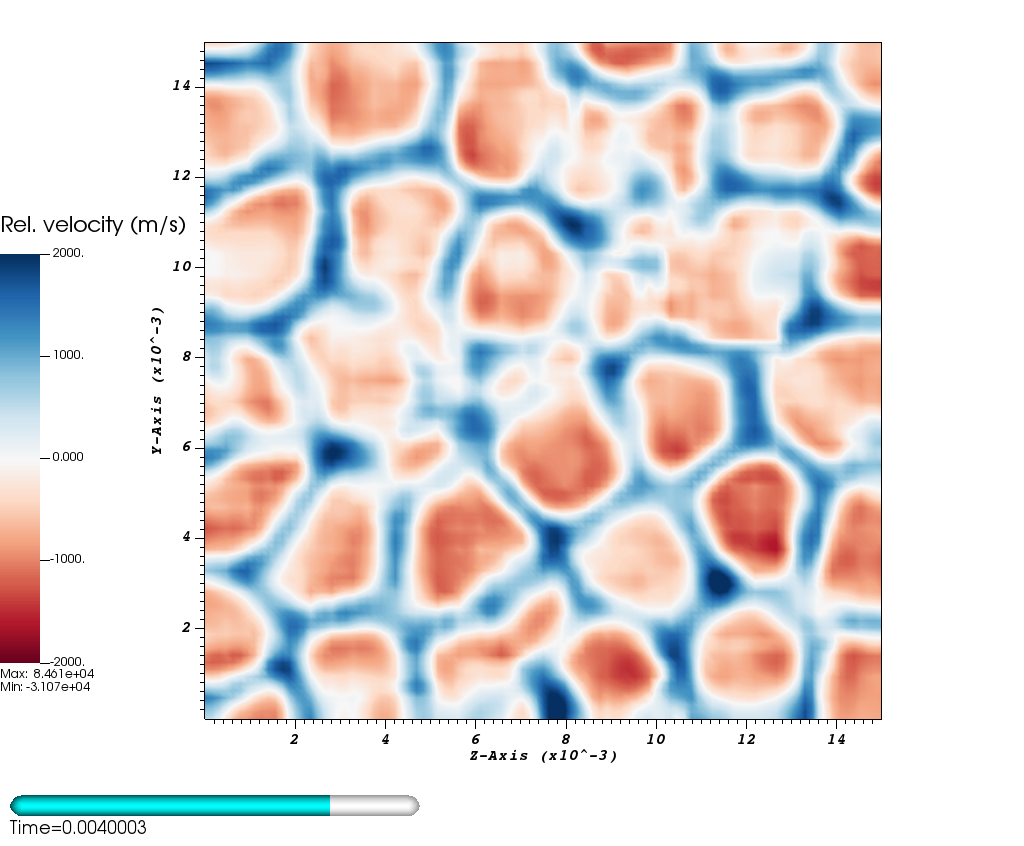 Rel. velocity (m/s)
2000.
1000.
0.000
-1000.
-2000.
Max: 8.461e+04
Min: -3.107e+04
14
12
10
8
6
4
2
Y-Axis (x10^-3)
2 4 6 8 10 12 14
Z-Axis (x10^-3)
Time=0.0040003